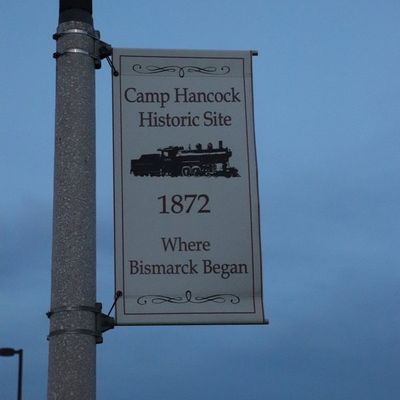 Camp Hancock
Historic Site
1872
Where
Bismarck Began